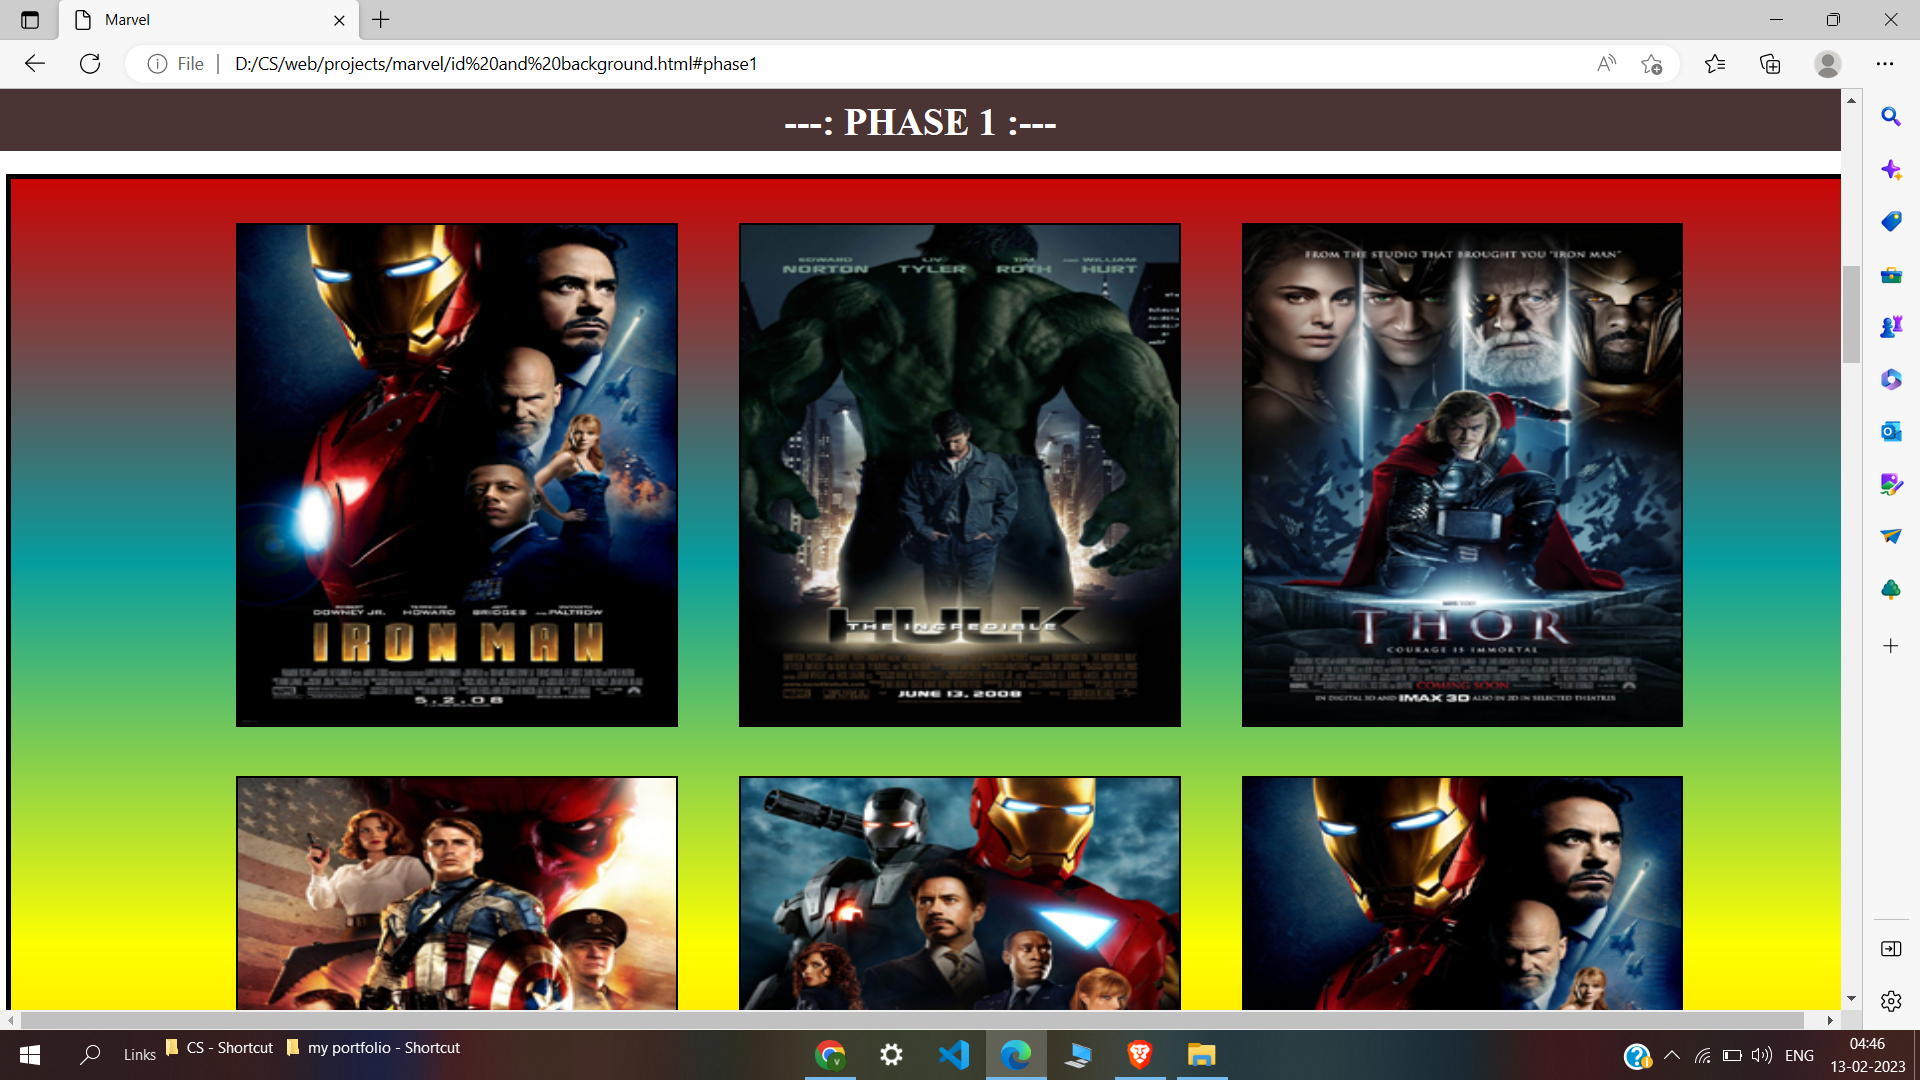 Marvel
File
D:/CS/web/projects/marvel/id%20and%20background.html#phase1
---: PHASE 1 :---
ROBERT DOWNEY JR. TERRENCE HOWARD JEFF BRIDGES AND GWYNETH PALTROW
IRON MAN
5.2.08
EDWARD NORTON LIV TYLER TIM ROTH AND WILLIAM HURT
THE INCREDIBLE
HULK
JUNE 13, 2008
FROM THE STUDIO THAT BROUGHT YOU "IRON MAN"
THOR
COURAGE IS IMMORTAL
COMING SOON
IN DIGITAL 3D AND IMAX 3D ALSO IN 2D IN SELECTED THEATRES
Links
CS - Shortcut
my portfolio - Shortcut
ENG
04:46
13-02-2023